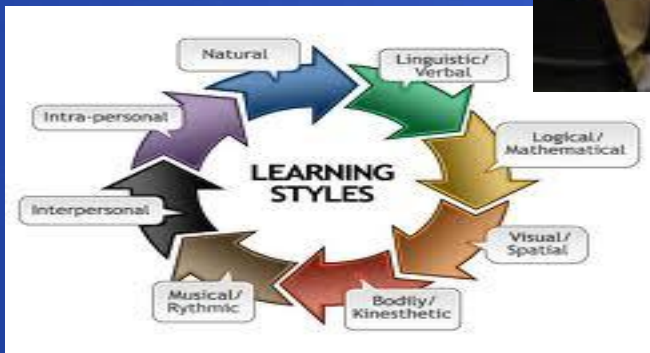 Natural
Linguistic/
Verbal
Logical/
Mathematical
Visual/
Spatial
Bodily/
Kinesthetic
Musical/
Rythmic
Interpersonal
Intra-personal
LEARNING
STYLES